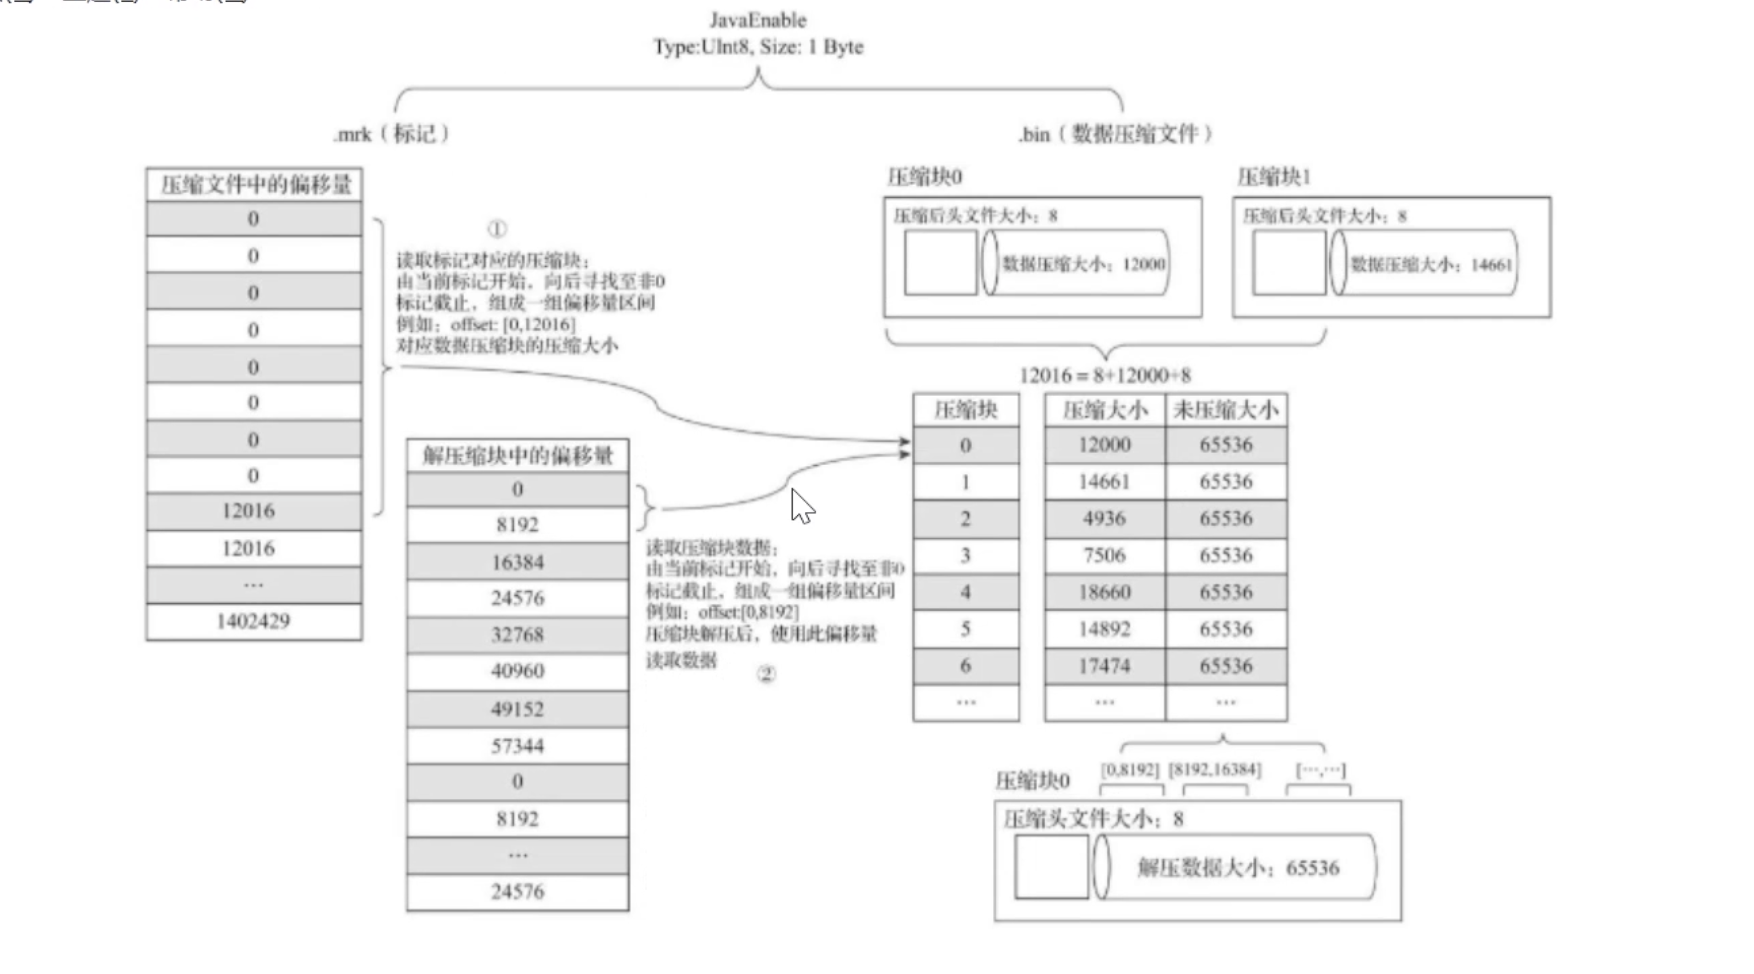 JavaEnable
Type:UInt8, Size: 1 Byte
.mrk（标记）
.bin（数据压缩文件）
压缩文件中的偏移量
0
0
0
0
0
0
0
0
12016
12016
…
1402429
①
读取标记对应的压缩块：
由当前标记开始，向后寻找至非0
标记截止，组成一组偏移量区间
例如：offset: [0,12016]
对应数据压缩块的压缩大小
解压缩块中的偏移量
0
8192
16384
24576
32768
40960
49152
57344
0
8192
…
24576
读取压缩块数据：
由当前标记开始，向后寻找至非0
标记截止，组成一组偏移量区间
例如：offset:[0,8192]
压缩块解压后，使用此偏移量
读取数据
②
压缩块0
压缩后头文件大小：8
数据压缩大小：12000
压缩块1
压缩后头文件大小：8
数据压缩大小：14661
12016＝8+12000+8
压缩块 压缩大小 未压缩大小
0 12000 65536
1 14661 65536
2 4936 65536
3 7506 65536
4 18660 65536
5 14892 65536
6 17474 65536
… … …
[0,8192] [8192,16384] […,…]
压缩块0
压缩头文件大小：8
解压数据大小：65536